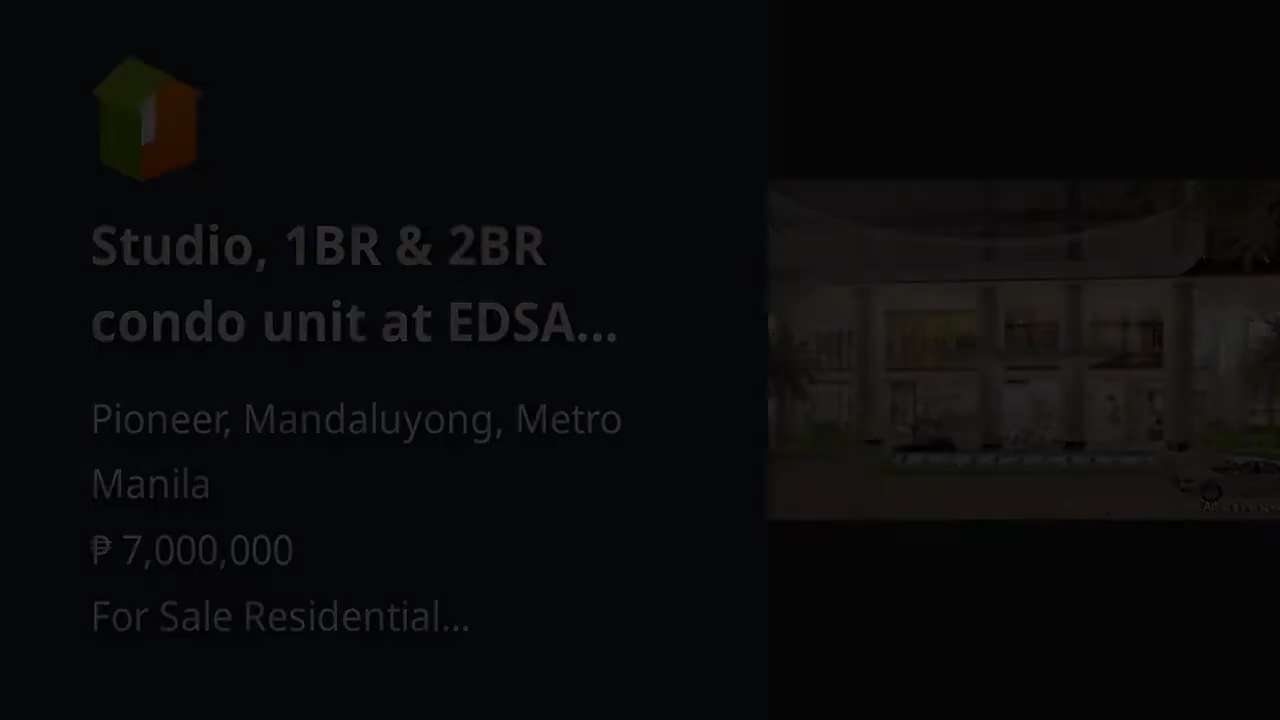 Studio, 1BR & 2BR
condo unit at EDSA...
Pioneer, Mandaluyong, Metro
Manila
₱ 7,000,000
For Sale Residential...